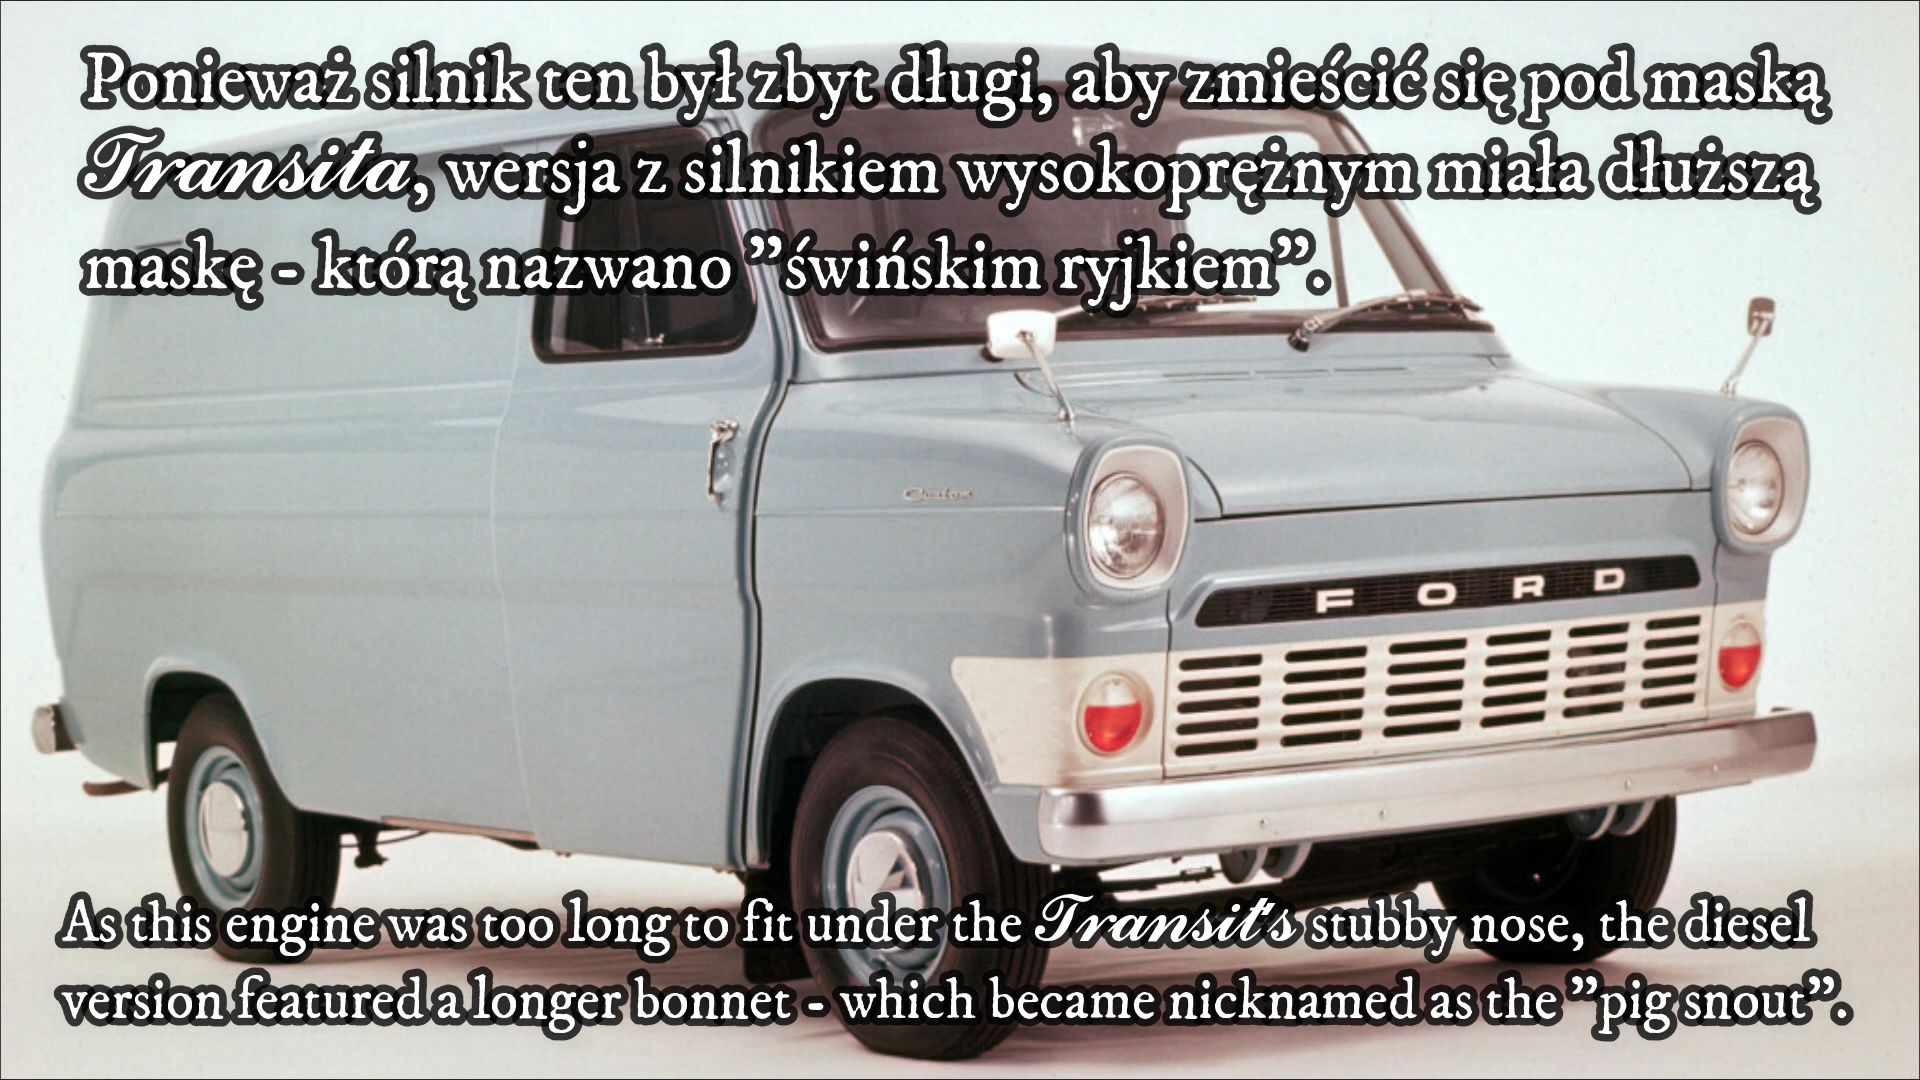 Ponieważ silnik ten był zbyt długi, aby zmieścić się pod maską
Transita, wersja z silnikiem wysokoprężnym miała dłuższą
maskę - którą nazwano ”świńskim ryjkiem”.
Custom
FORD
As this engine was too long to fit under the Transit's stubby nose, the diesel
version featured a longer bonnet - which became nicknamed as the ”pig snout”.